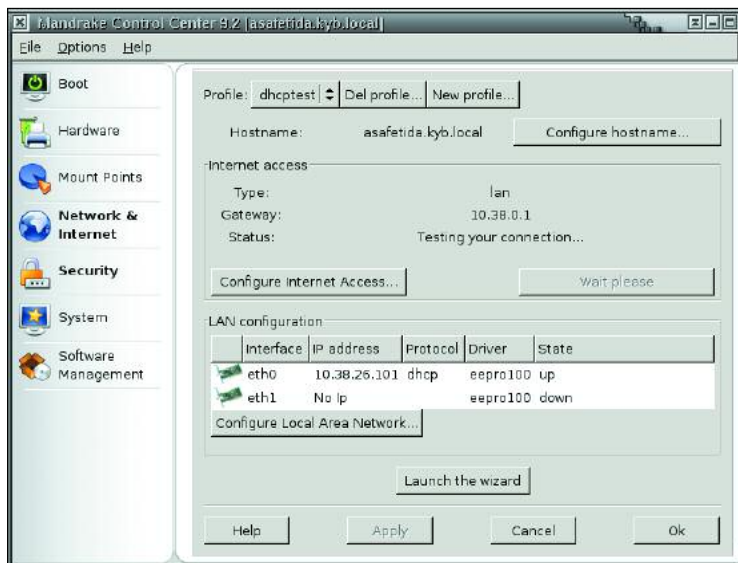 Mandrake Control Center 9.2 [asafetida.kyb.local]
File Options Help
Boot
Hardware
Mount Points
Network &
Internet
Security
System
Software
Management
Profile: dhcptest Del profile... New profile...
Hostname: asafetida.kyb.local Configure hostname...
Internet access
Type: lan
Gateway: 10.38.0.1
Status: Testing your connection...
Configure Internet Access... Wait please
LAN configuration
Interface IP address Protocol Driver State
eth0 10.38.26.101 dhcp eepro100 up
eth1 No Ip eepro100 down
Configure Local Area Network...
Launch the wizard
Help Apply Cancel Ok